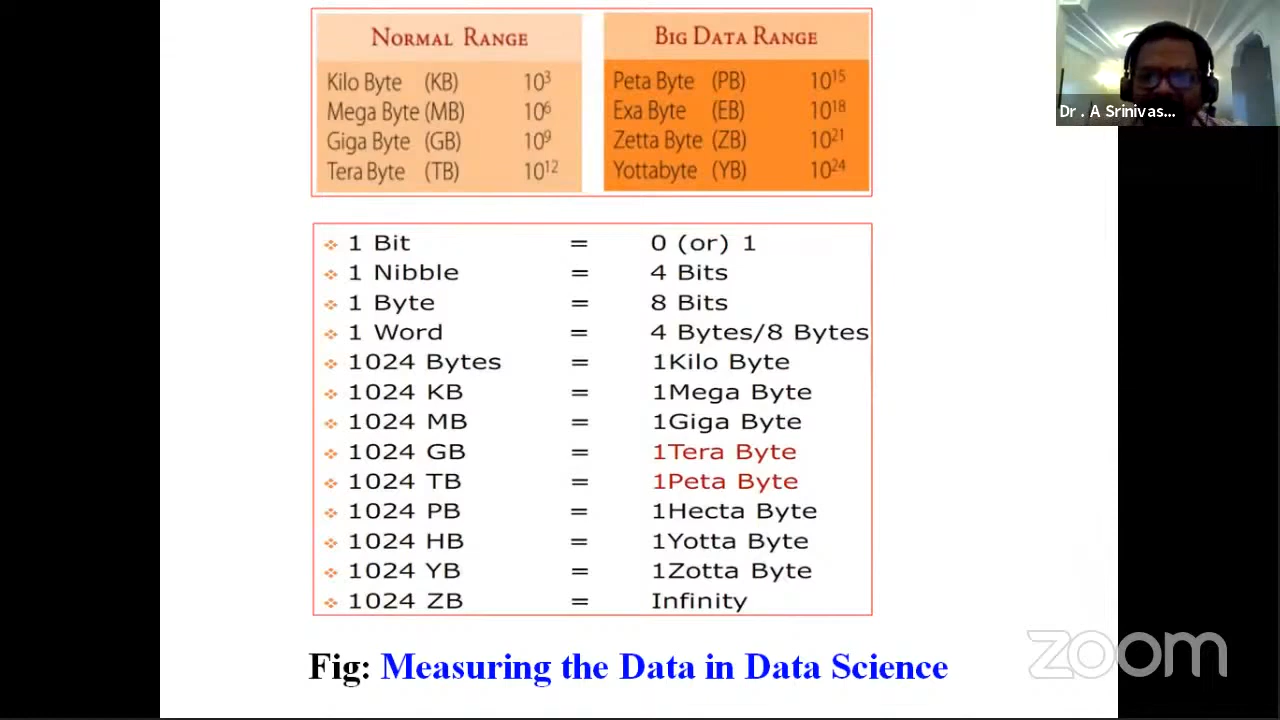 NORMAL RANGE
Kilo Byte (KB) 10³
Mega Byte (MB) 10⁶
Giga Byte (GB) 10⁹
Tera Byte (TB) 10¹²
BIG DATA RANGE
Peta Byte (PB) 10¹⁵
Exa Byte (EB) 10¹⁸
Zetta Byte (ZB) 10²¹
Yottabyte (YB) 10²⁴
Dr . A Srinivas...
❖ 1 Bit = 0 (or) 1
❖ 1 Nibble = 4 Bits
❖ 1 Byte = 8 Bits
❖ 1 Word = 4 Bytes/8 Bytes
❖ 1024 Bytes = 1Kilo Byte
❖ 1024 KB = 1Mega Byte
❖ 1024 MB = 1Giga Byte
❖ 1024 GB = 1Tera Byte
❖ 1024 TB = 1Peta Byte
❖ 1024 PB = 1Hecta Byte
❖ 1024 HB = 1Yotta Byte
❖ 1024 YB = 1Zotta Byte
❖ 1024 ZB = Infinity
Fig: Measuring the Data in Data Science
zoom